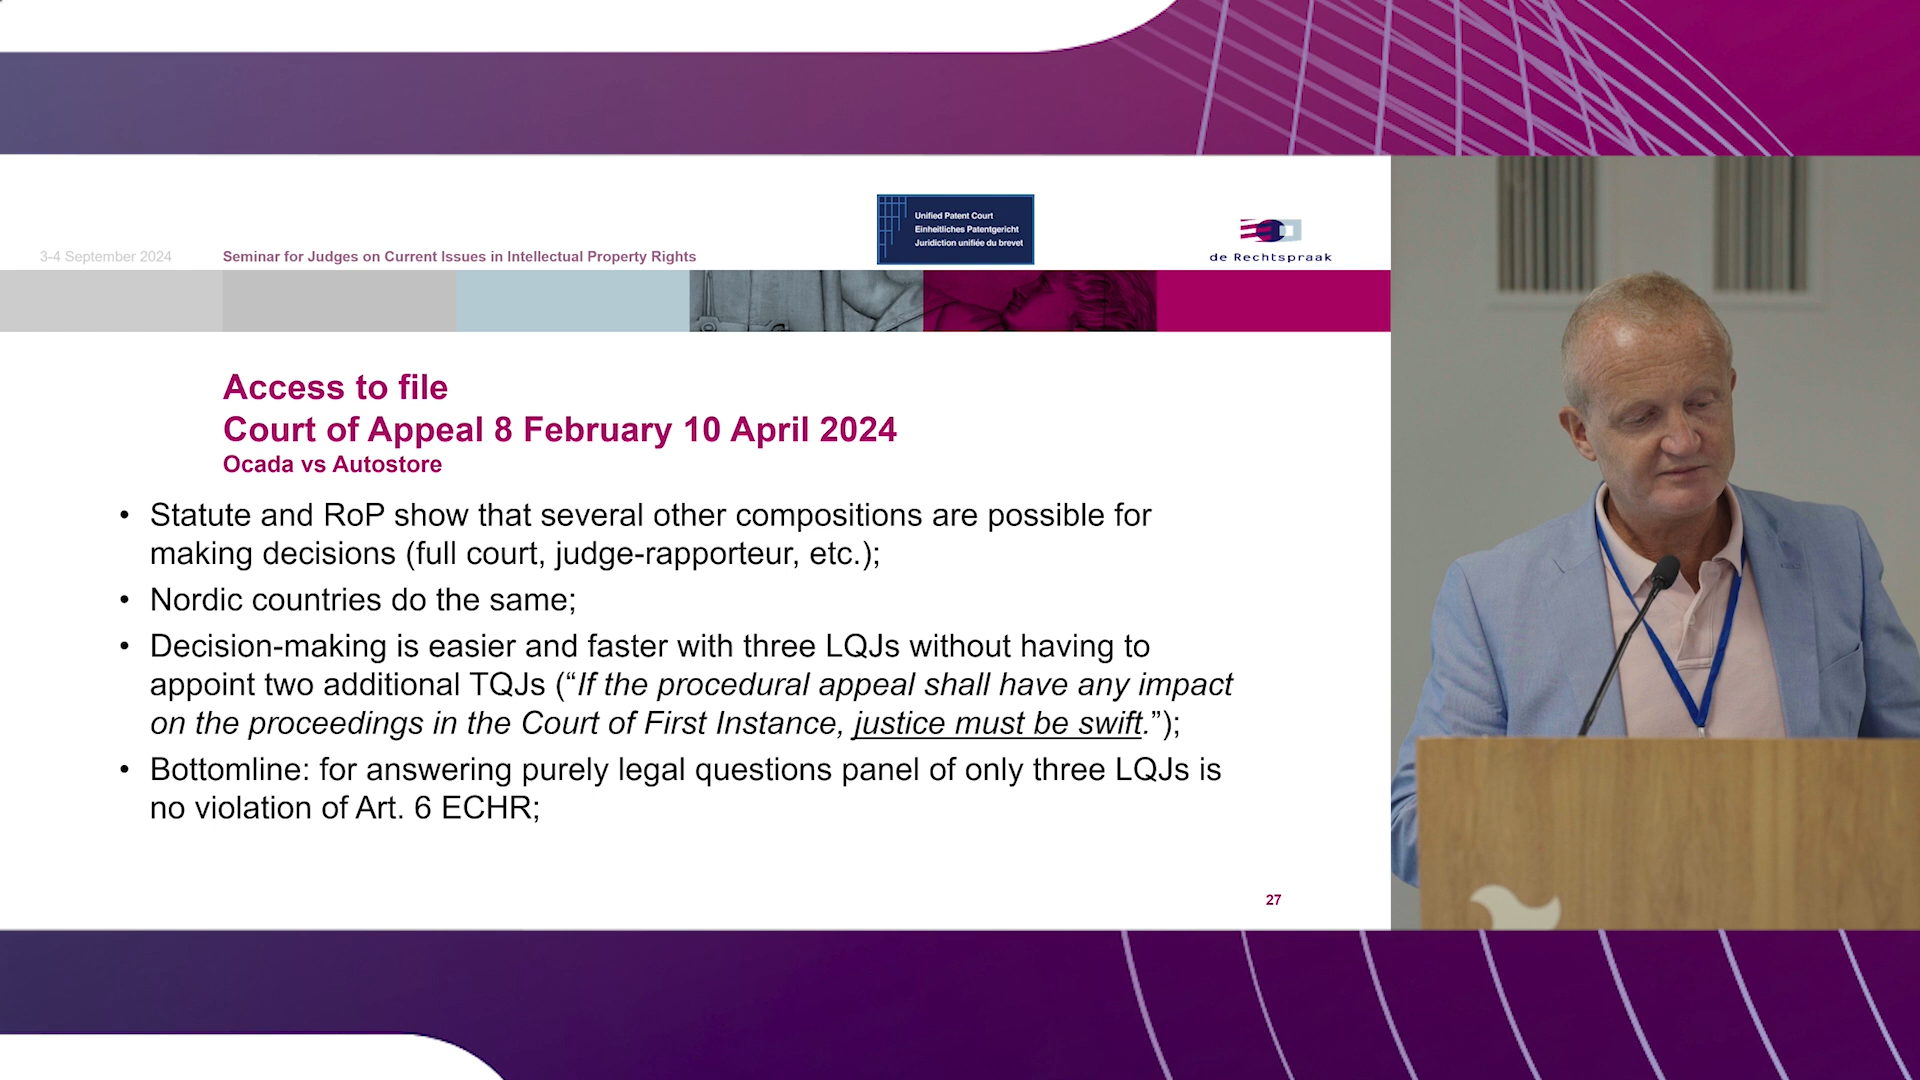 Unified Patent Court
Einheitliches Patentgericht
Juridiction unifiée du brevet
de Rechtspraak
3-4 September 2024
Seminar for Judges on Current Issues in Intellectual Property Rights
Access to file
Court of Appeal 8 February 10 April 2024
Ocada vs Autostore
• Statute and RoP show that several other compositions are possible for
making decisions (full court, judge-rapporteur, etc.);
• Nordic countries do the same;
• Decision-making is easier and faster with three LQJs without having to
appoint two additional TQJs (“If the procedural appeal shall have any impact
on the proceedings in the Court of First Instance, justice must be swift.”);
• Bottomline: for answering purely legal questions panel of only three LQJs is
no violation of Art. 6 ECHR;
27